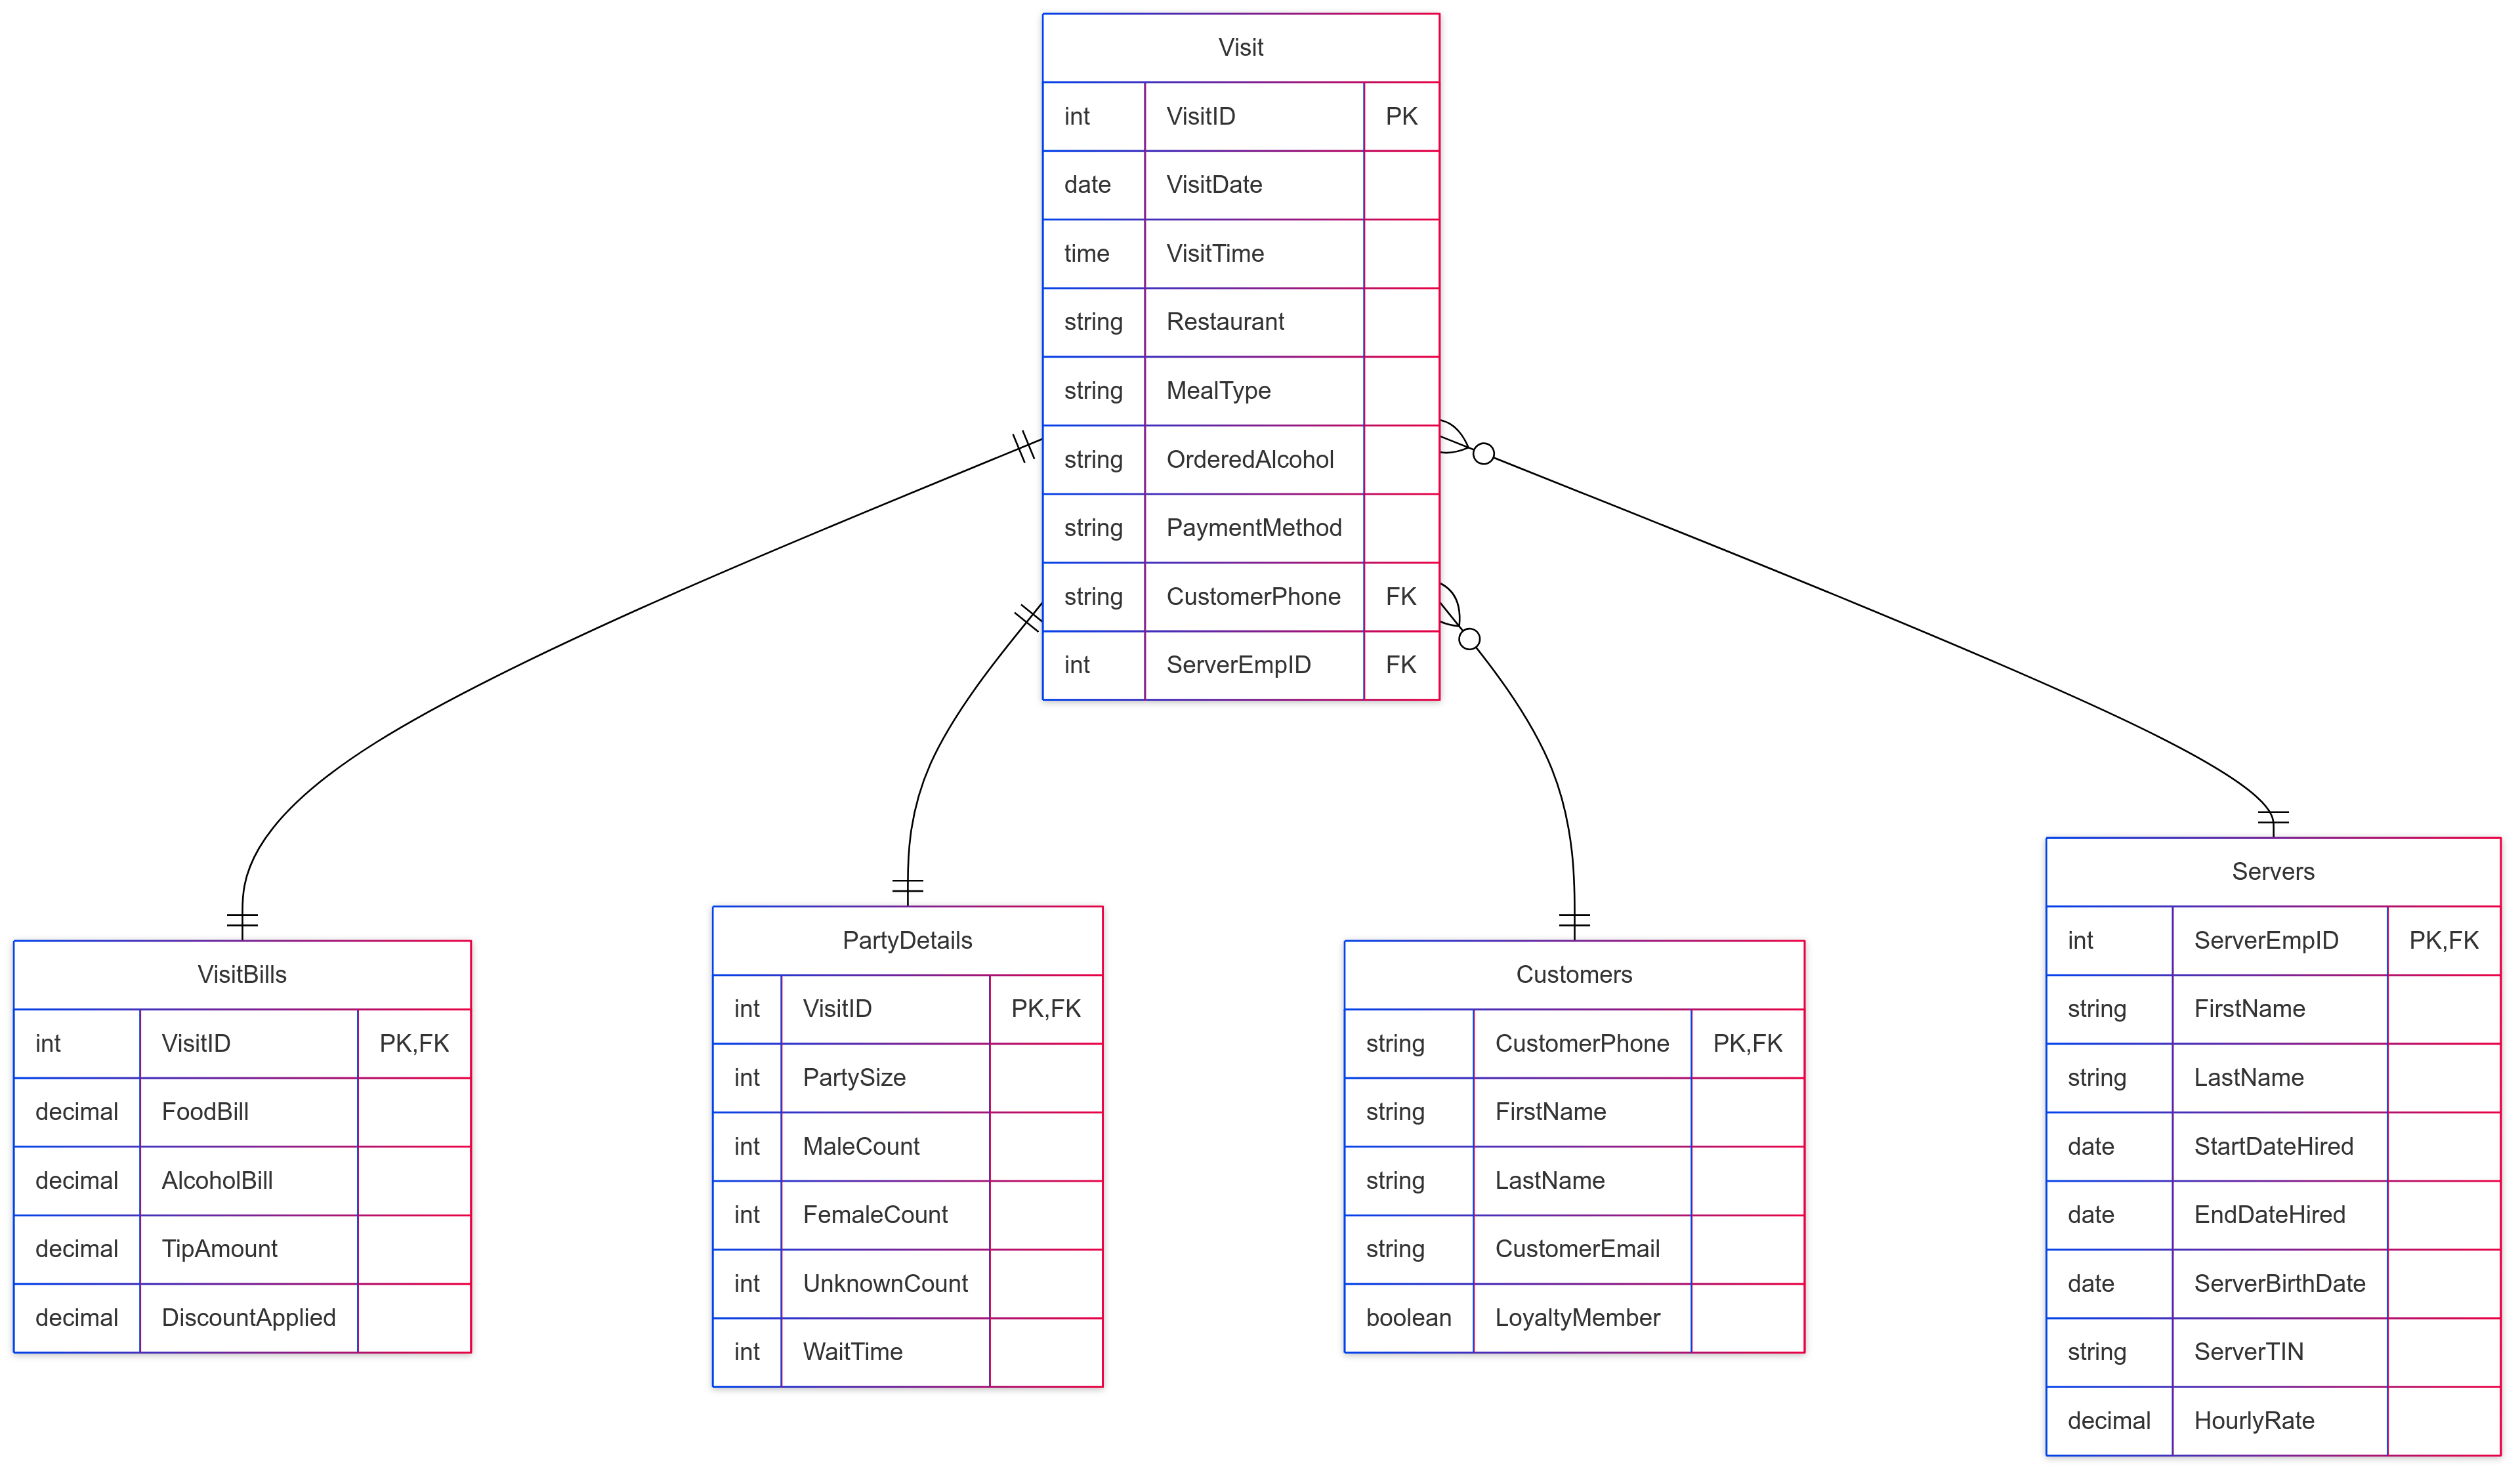 Visit
int VisitID PK
date VisitDate
time VisitTime
string Restaurant
string MealType
string OrderedAlcohol
string PaymentMethod
string CustomerPhone FK
int ServerEmpID FK
VisitBills
int VisitID PK,FK
decimal FoodBill
decimal AlcoholBill
decimal TipAmount
decimal DiscountApplied
PartyDetails
int VisitID PK,FK
int PartySize
int MaleCount
int FemaleCount
int UnknownCount
int WaitTime
Customers
string CustomerPhone PK,FK
string FirstName
string LastName
string CustomerEmail
boolean LoyaltyMember
Servers
int ServerEmpID PK,FK
string FirstName
string LastName
date StartDateHired
date EndDateHired
date ServerBirthDate
string ServerTIN
decimal HourlyRate